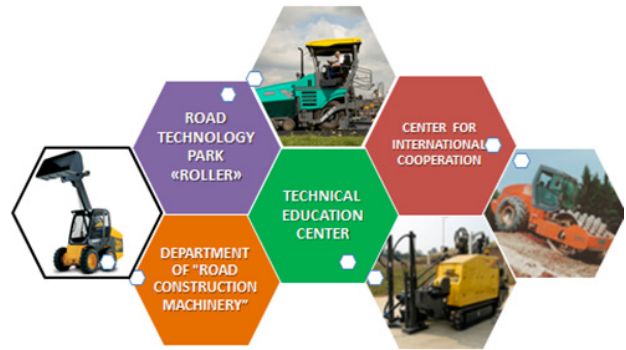 ROAD
TECHNOLOGY
PARK
«ROLLER»
CENTER FOR
INTERNATIONAL
COOPERATION
TECHNICAL
EDUCATION
CENTER
DEPARTMENT
OF "ROAD
CONSTRUCTION
MACHINERY"